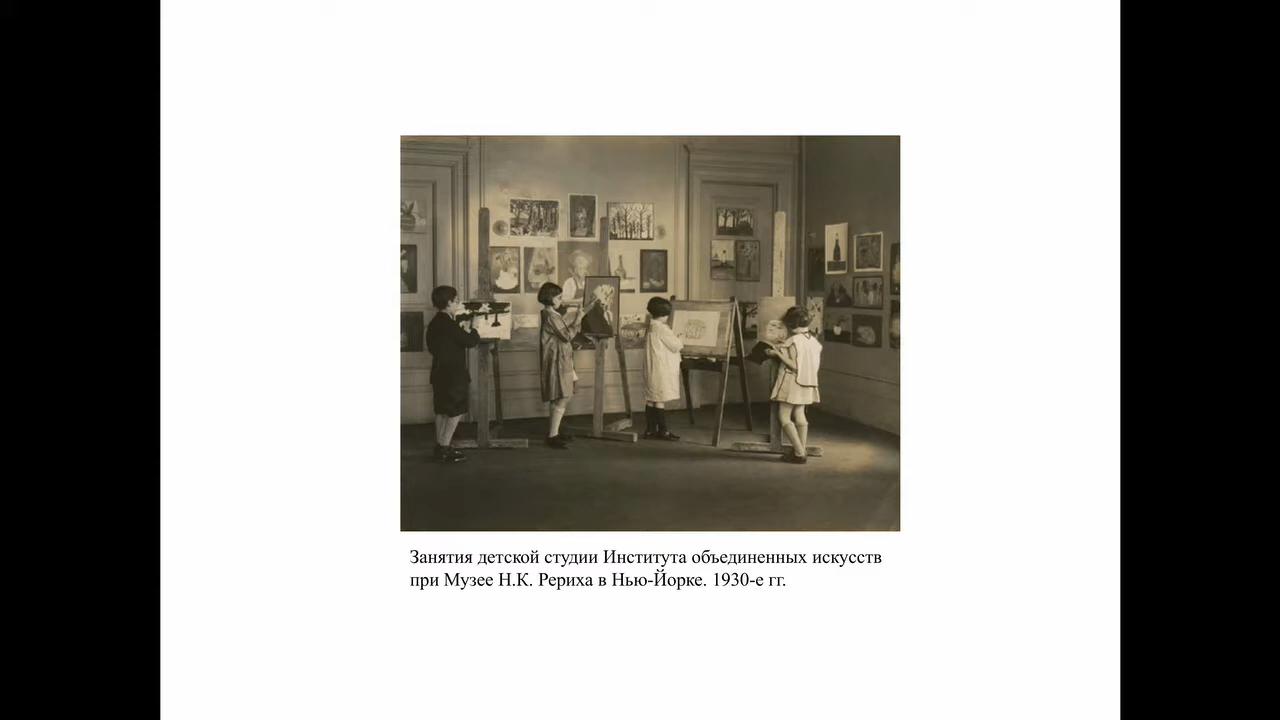 Занятия детской студии Института объединенных искусств
при Музее Н.К. Рериха в Нью-Йорке. 1930-е гг.